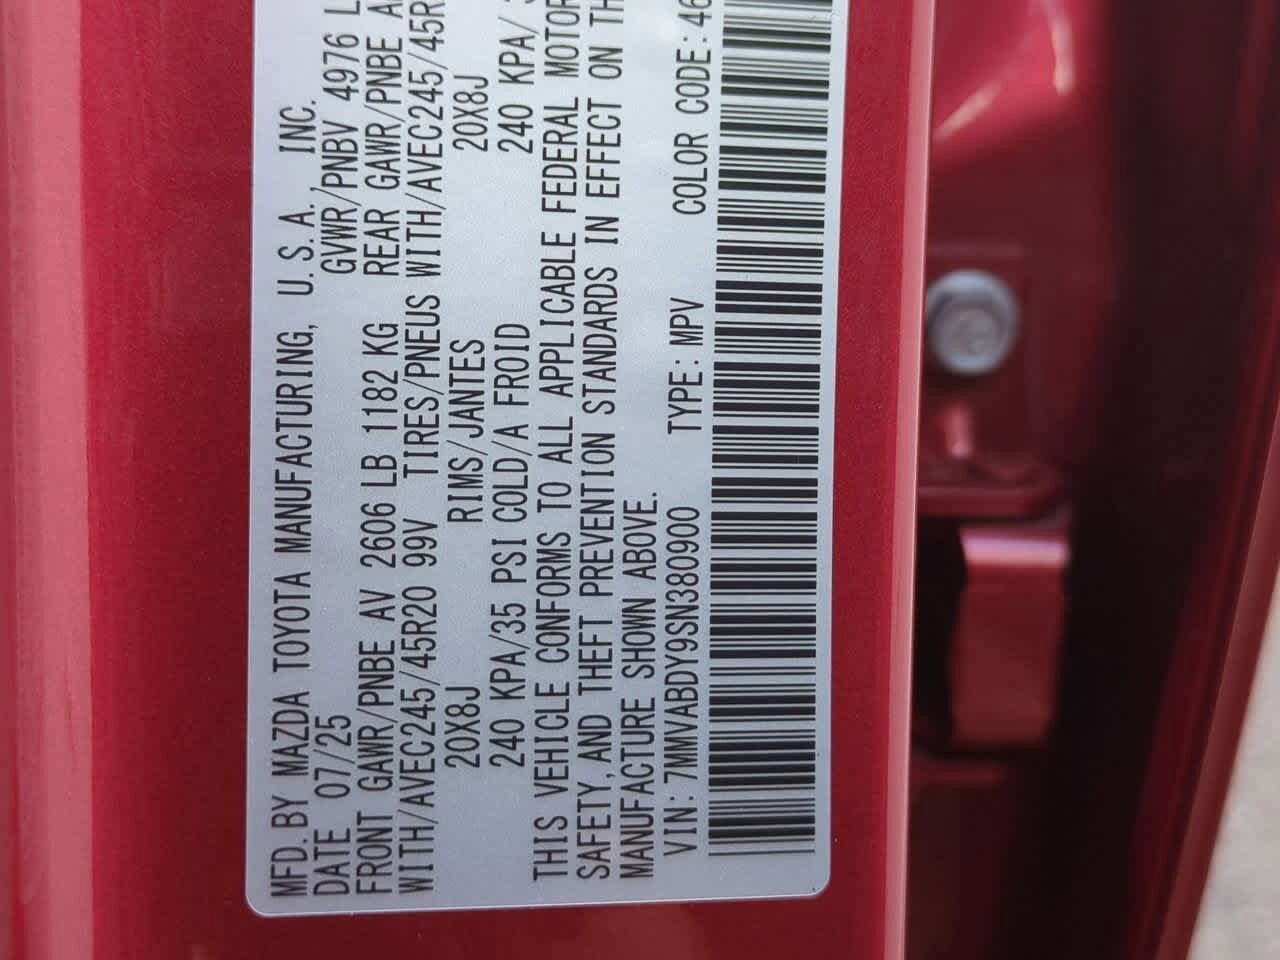 MFD. BY MAZDA TOYOTA MANUFACTURING, U.S.A., INC.
DATE 07/25 GVWR/PNBV 4976 L
FRONT GAWR/PNBE AV 2606 LB 1182 KG REAR GAWR/PNBE A
WITH/AVEC245/45R20 99V TIRES/PNEUS WITH/AVEC245/45R
20X8J RIMS/JANTES 20X8J
240 KPA/35 PSI COLD/A FROID 240 KPA/
THIS VEHICLE CONFORMS TO ALL APPLICABLE FEDERAL MOTOR
SAFETY, AND THEFT PREVENTION STANDARDS IN EFFECT ON TH
MANUFACTURE SHOWN ABOVE.
VIN: 7MMVABDY9SN380900 TYPE: MPV COLOR CODE: 46